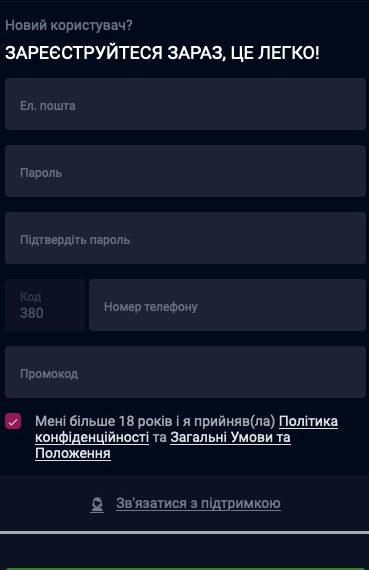 Новий користувач?
ЗАРЕЄСТРУЙТЕСЯ ЗАРАЗ, ЦЕ ЛЕГКО!
Ел. пошта
Пароль
Підтвердіть пароль
Код
380
Номер телефону
Промокод
Мені більше 18 років і я прийняв(ла) Політика
конфіденційності та Загальні Умови та
Положення
Зв'язатися з підтримкою